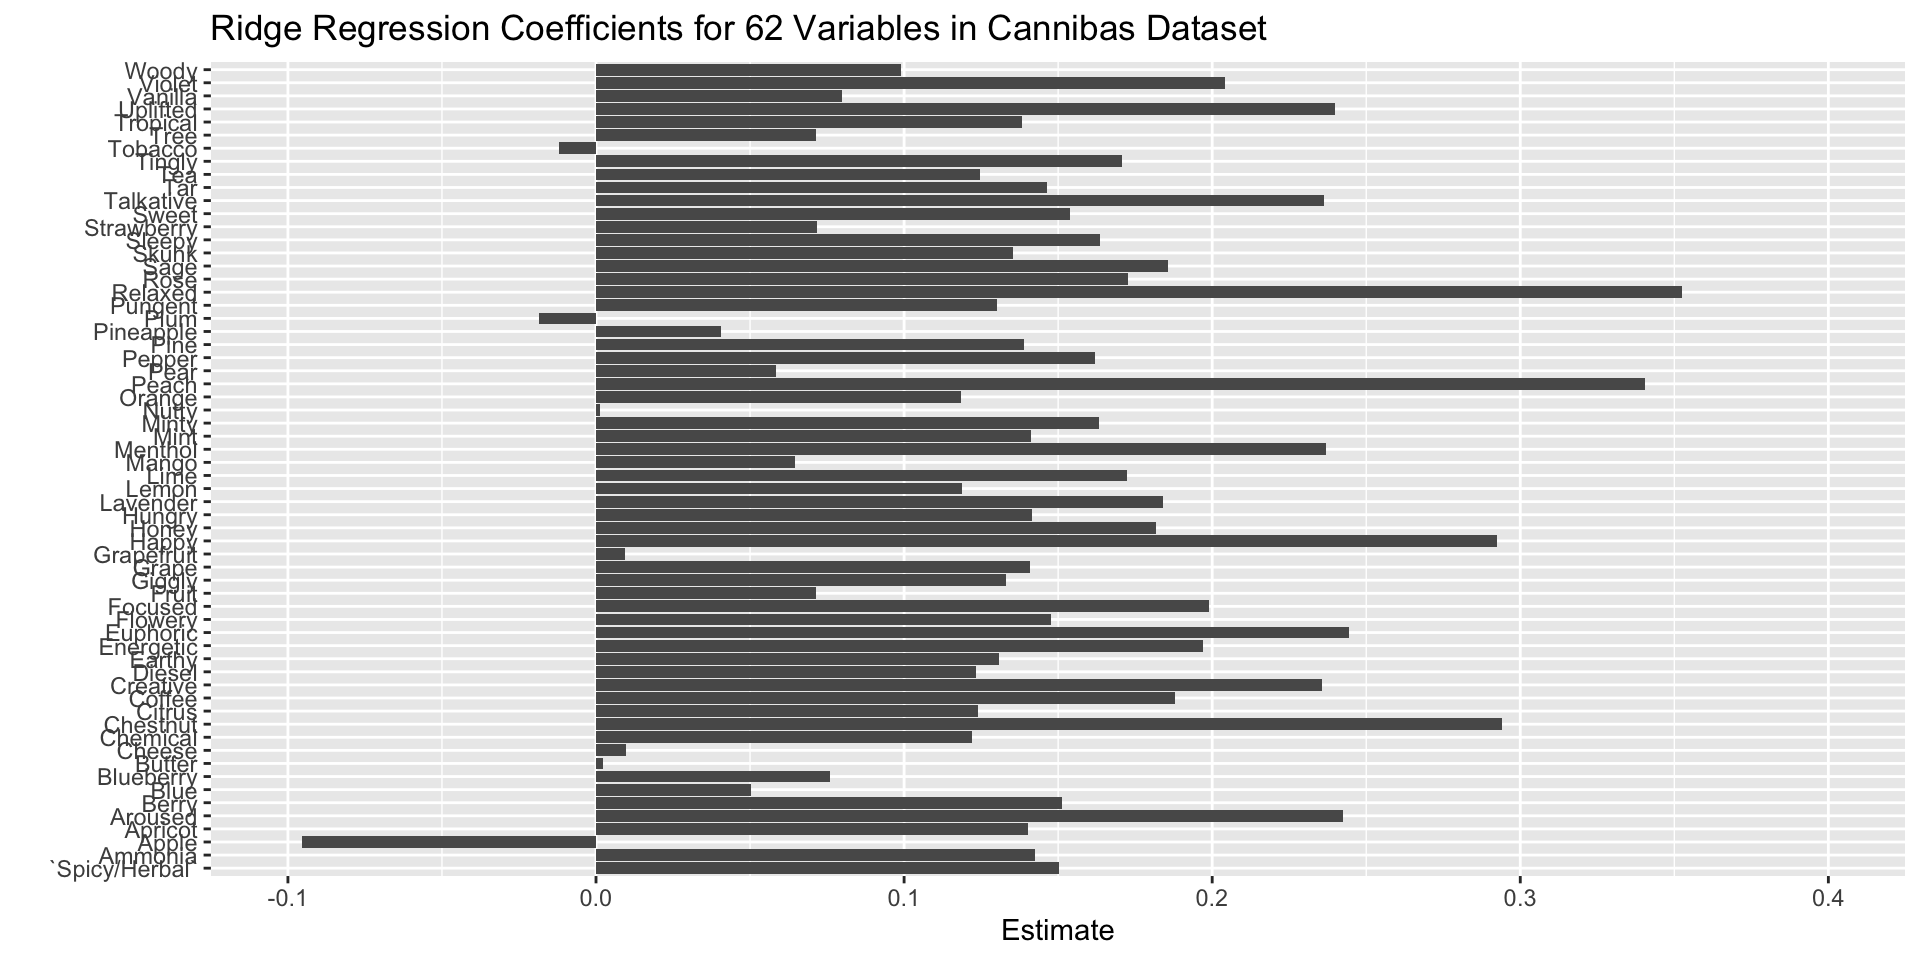 Ridge Regression Coefficients for 62 Variables in Cannibas Dataset
Woody
Violet
Vanilla
Uplifted
Tropical
Tree
Tobacco
Tingly
Tea
Tar
Talkative
Sweet
Strawberry
Sleepy
Skunk
Sage
Rose
Relaxed
Pungent
Plum
Pineapple
Pine
Pepper
Pear
Peach
Orange
Nutty
Minty
Mint
Menthol
Mango
Lime
Lemon
Lavender
Hungry
Honey
Happy
Grapefruit
Grape
Giggly
Fruit
Focused
Flowery
Euphoric
Energetic
Earthy
Diesel
Creative
Coffee
Citrus
Chestnut
Chemical
Cheese
Butter
Blueberry
Blue
Berry
Aroused
Apricot
Apple
Ammonia
`Spicy/Herbal`
-0.1 0.0 0.1 0.2 0.3 0.4
Estimate